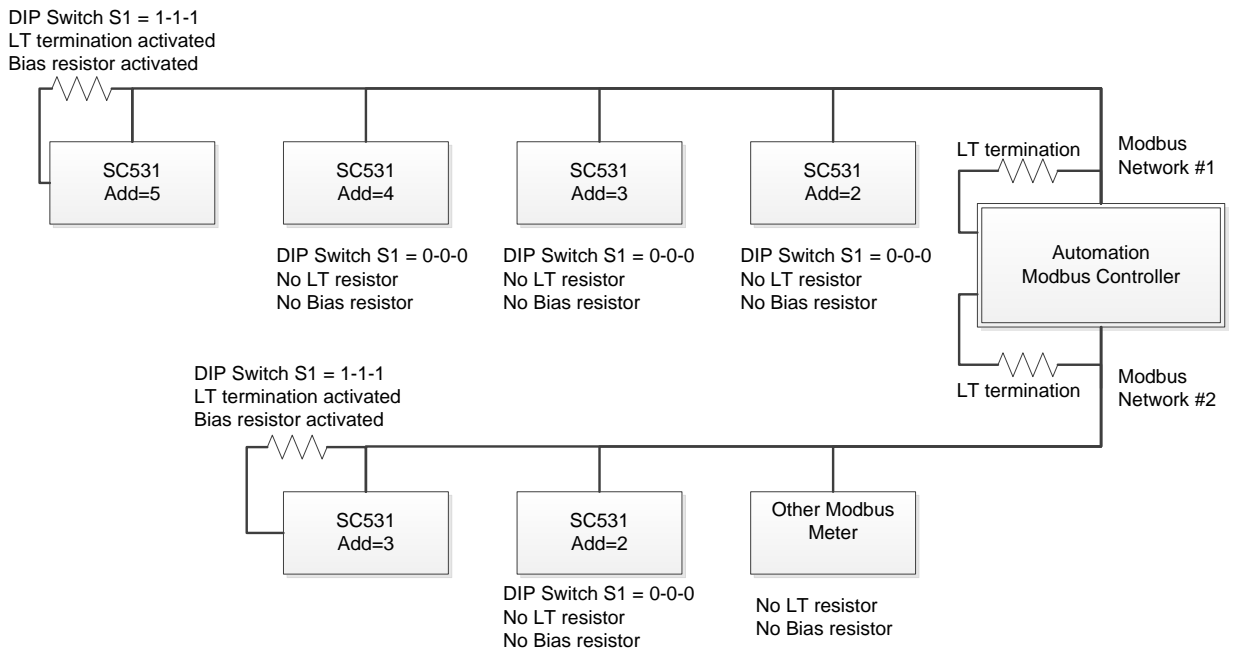 DIP Switch S1 = 1-1-1
LT termination activated
Bias resistor activated
SC531
Add=5
SC531
Add=4
SC531
Add=3
SC531
Add=2
DIP Switch S1 = 0-0-0
No LT resistor
No Bias resistor
DIP Switch S1 = 0-0-0
No LT resistor
No Bias resistor
DIP Switch S1 = 0-0-0
No LT resistor
No Bias resistor
LT termination
Modbus
Network #1
Automation
Modbus Controller
LT termination
Modbus
Network #2
DIP Switch S1 = 1-1-1
LT termination activated
Bias resistor activated
SC531
Add=3
SC531
Add=2
Other Modbus
Meter
DIP Switch S1 = 0-0-0
No LT resistor
No Bias resistor
No LT resistor
No Bias resistor